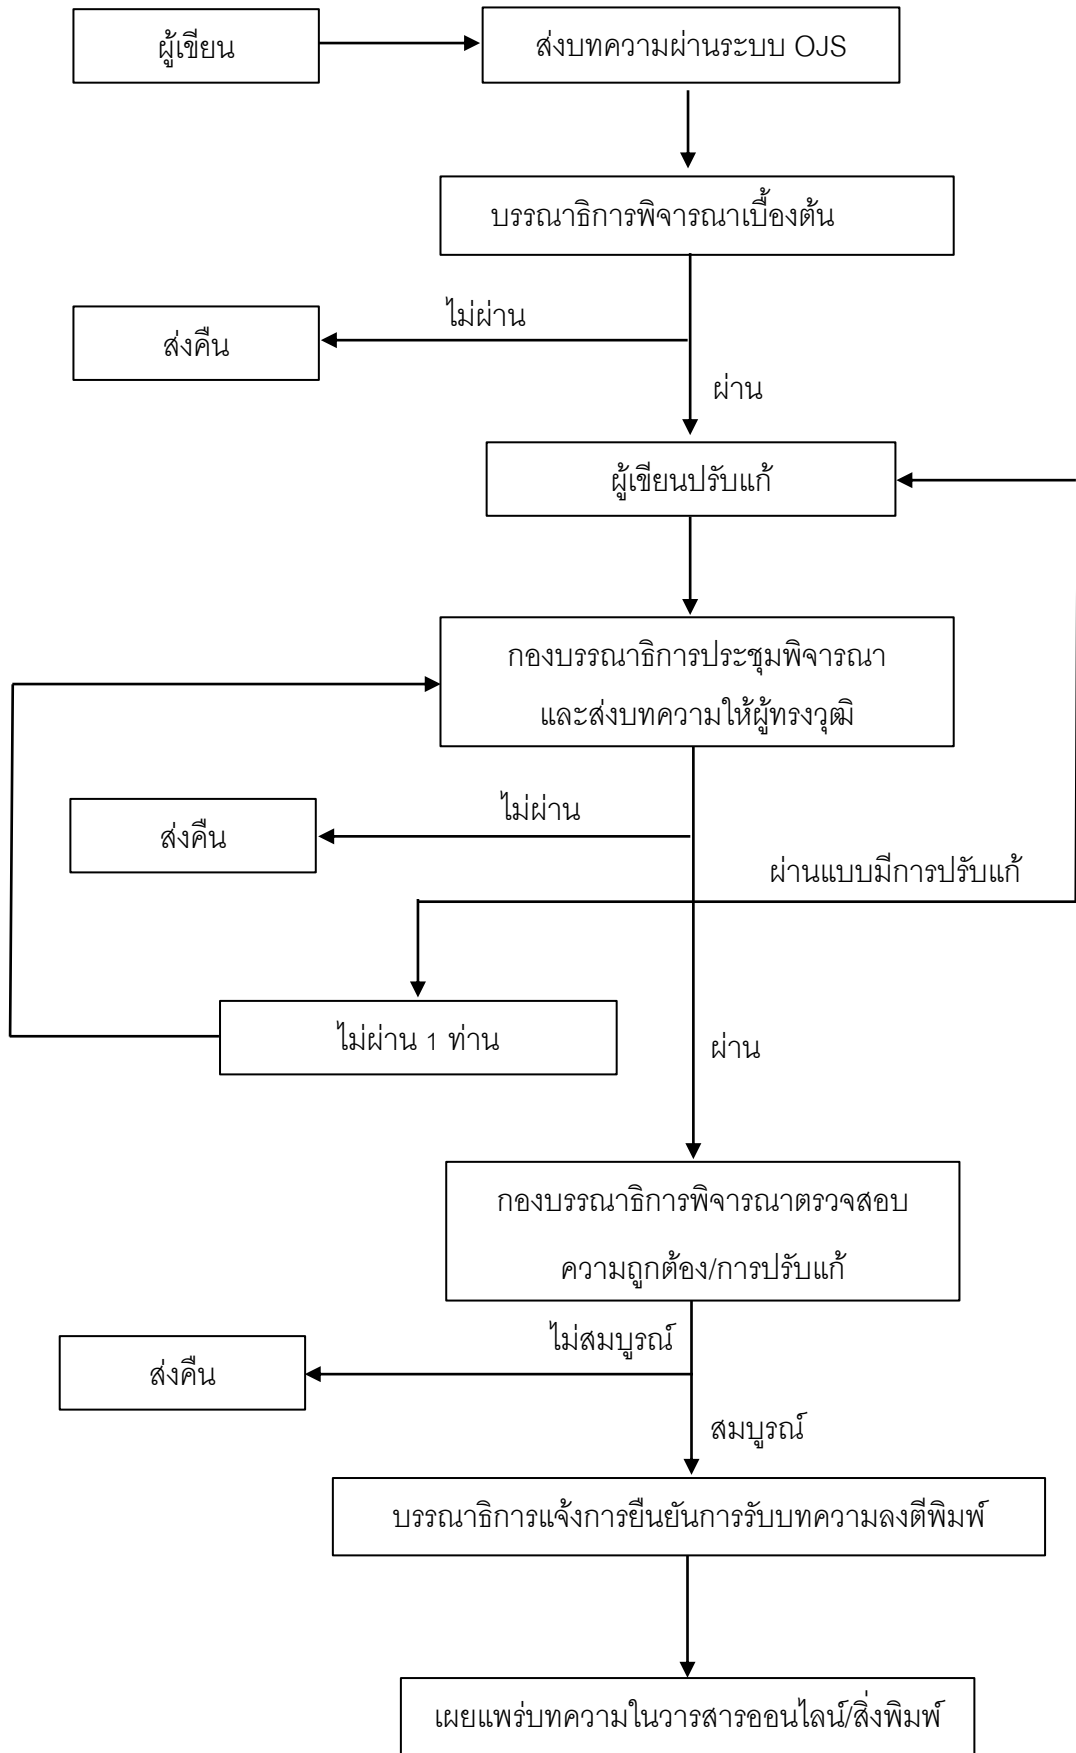 ผู้เขียน
ส่งบทความผ่านระบบ OJS
บรรณาธิการพิจารณาเบื้องต้น
ไม่ผ่าน
ส่งคืน
ผ่าน
ผู้เขียนปรับแก้
กองบรรณาธิการประชุมพิจารณา
และส่งบทความให้ผู้ทรงวุฒิ
ไม่ผ่าน
ส่งคืน
ผ่านแบบมีการปรับแก้
ไม่ผ่าน 1 ท่าน
ผ่าน
กองบรรณาธิการพิจารณาตรวจสอบ
ความถูกต้อง/การปรับแก้
ไม่สมบูรณ์
ส่งคืน
สมบูรณ์
บรรณาธิการแจ้งการยืนยันการรับบทความลงตีพิมพ์
เผยแพร่บทความในวารสารออนไลน์/สิ่งพิมพ์